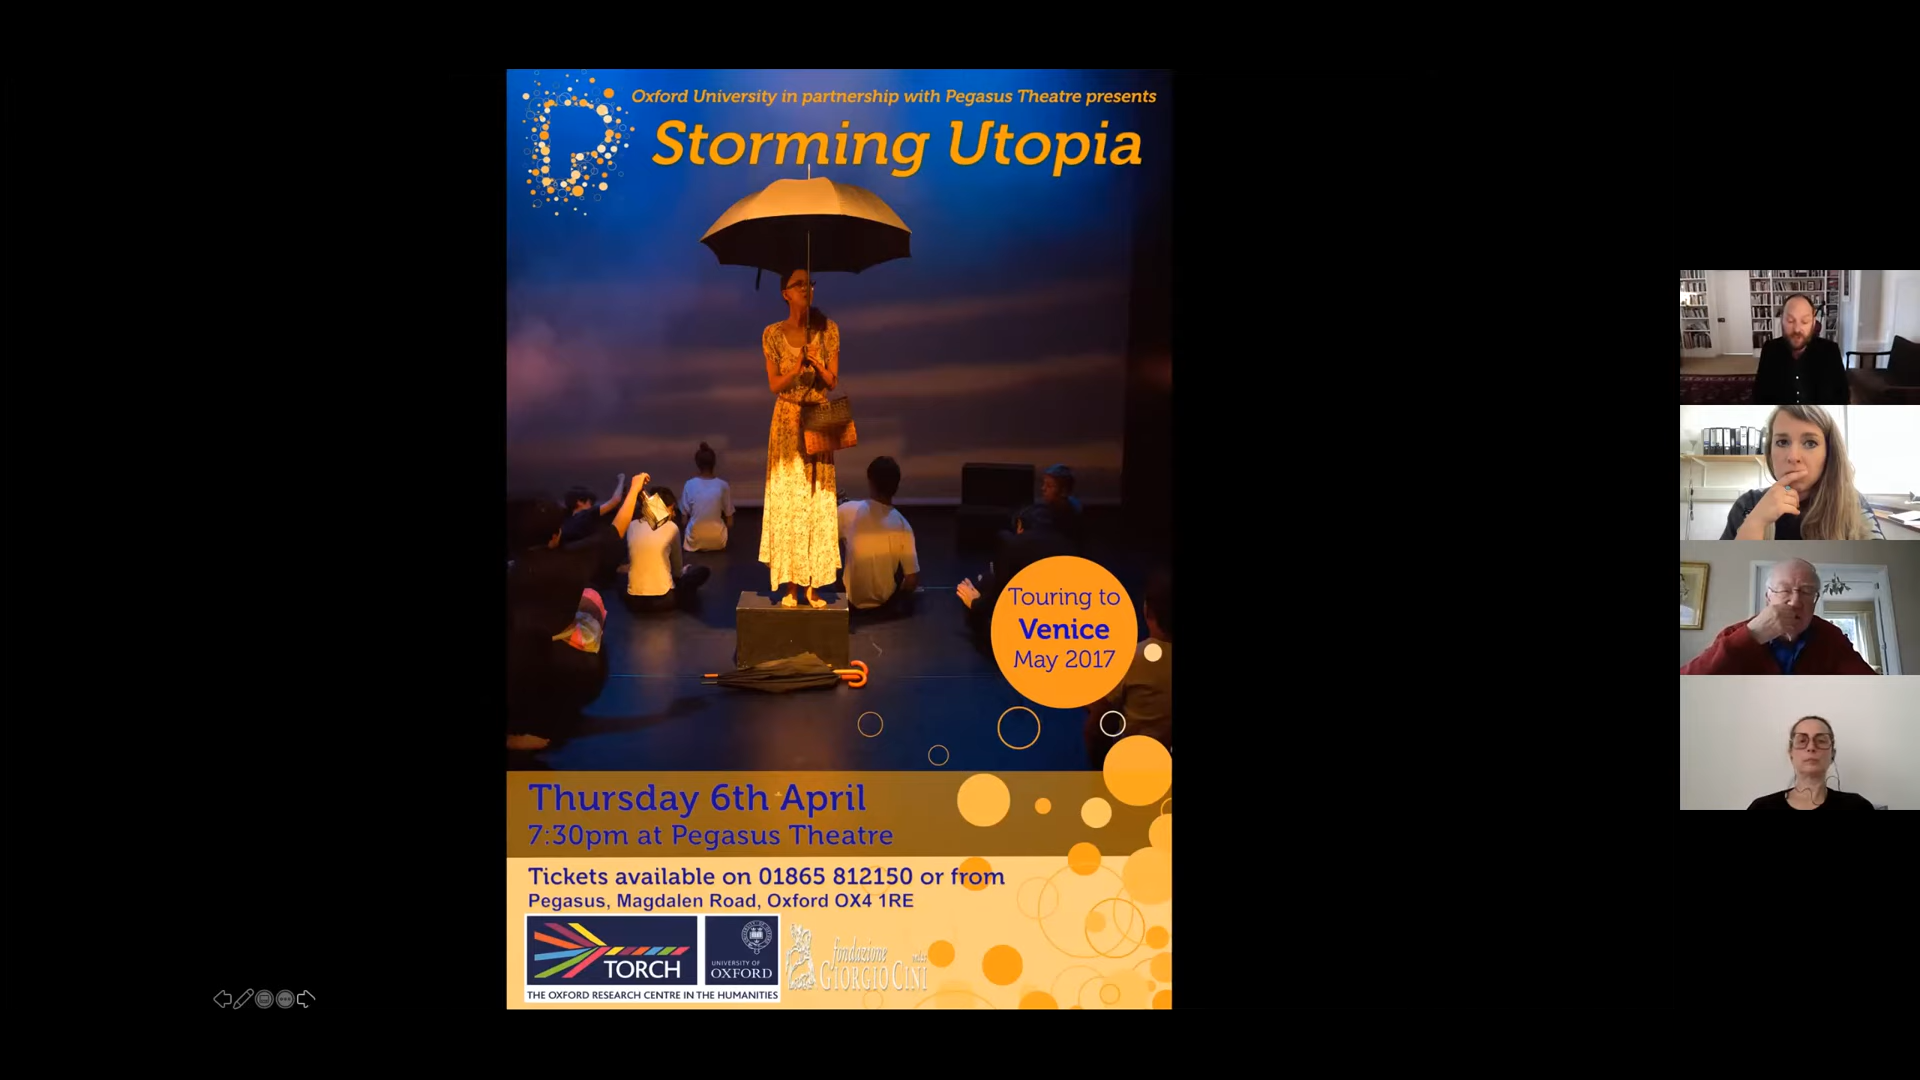 Oxford University in partnership with Pegasus Theatre presents
Storming Utopia
Touring to
Venice
May 2017
Thursday 6th April
7:30pm at Pegasus Theatre
Tickets available on 01865 812150 or from
Pegasus, Magdalen Road, Oxford OX4 1RE
TORCH
UNIVERSITY OF
OXFORD
fondazione
GIORGIO CINI
THE OXFORD RESEARCH CENTRE IN THE HUMANITIES